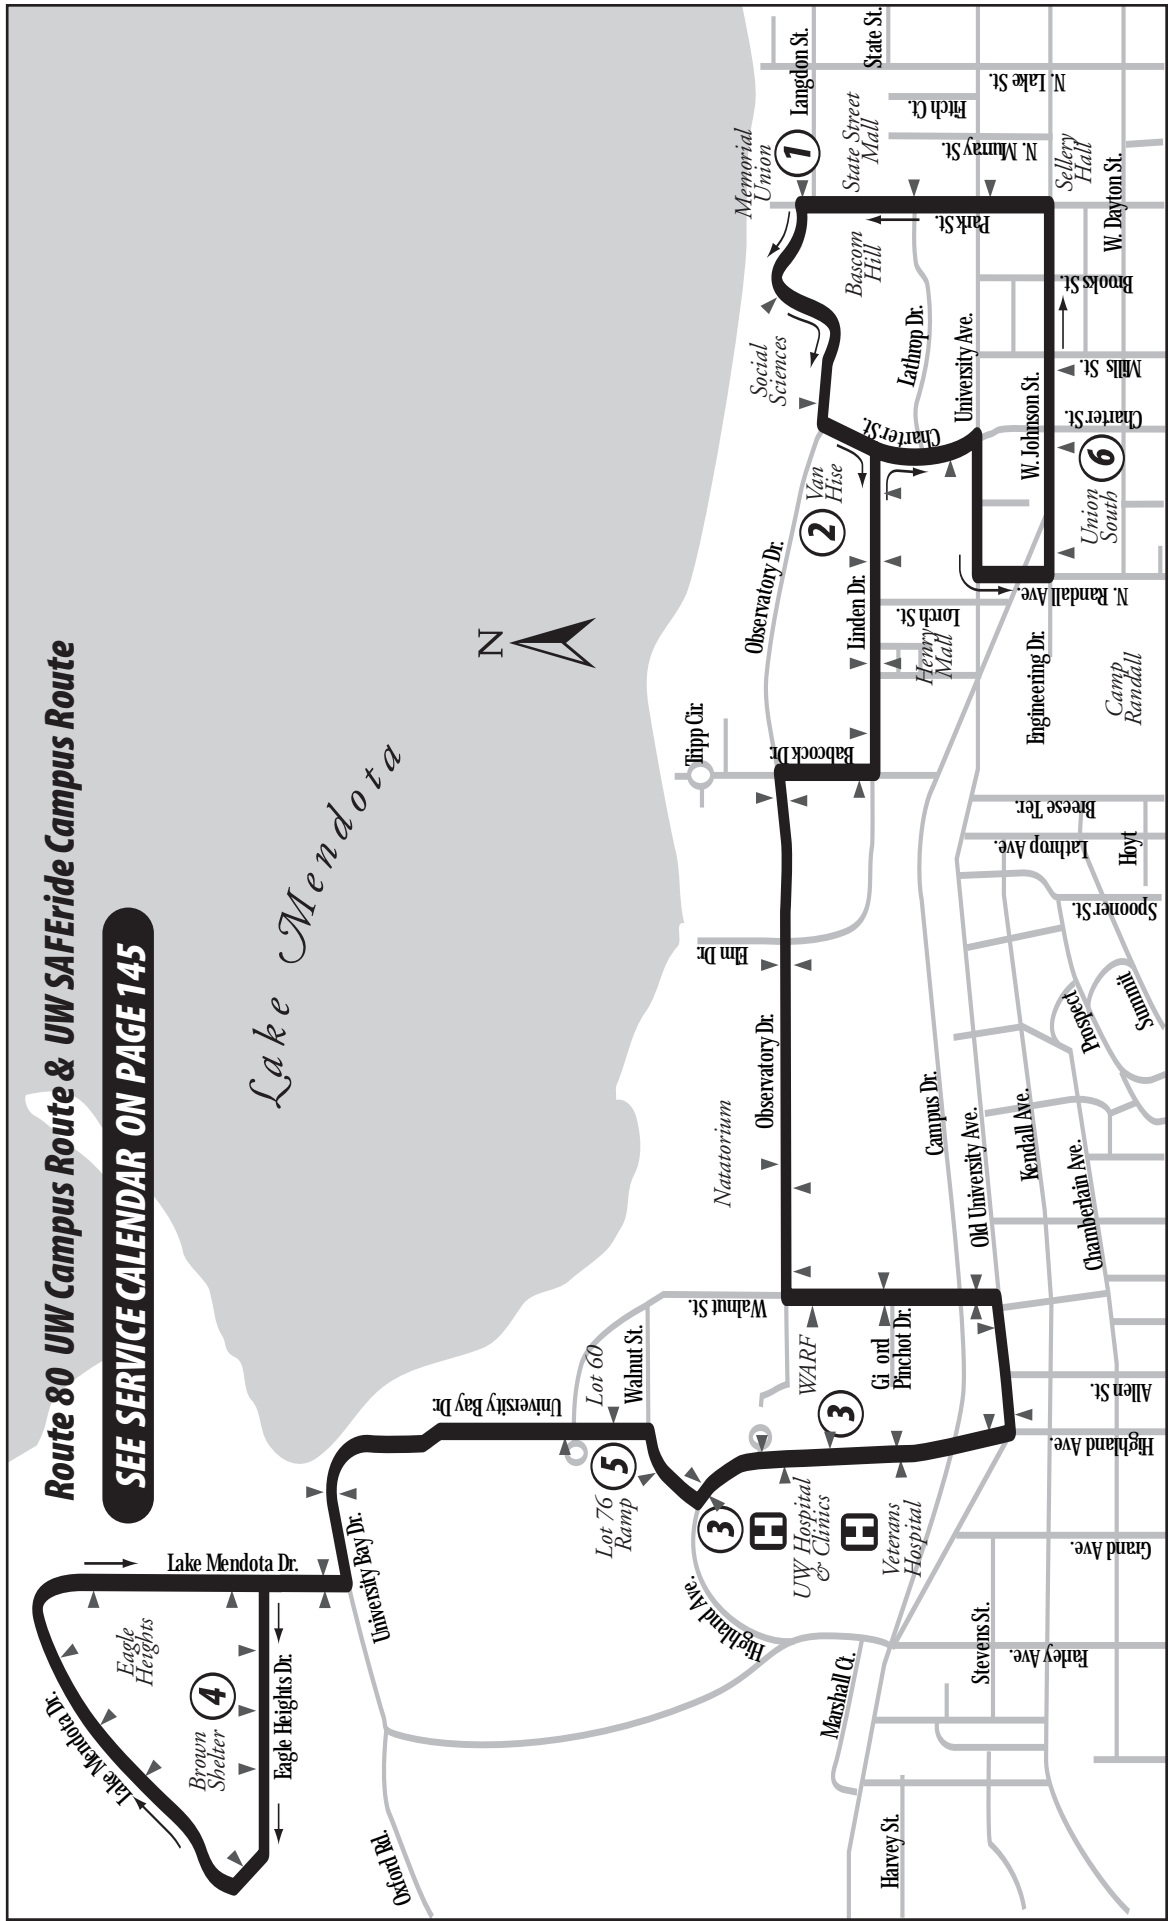 Route 80 UW Campus Route & UW SAFEride Campus Route
SEE SERVICE CALENDAR ON PAGE 145
Lake Mendota
N
Lake Mendota Dr.
Eagle
Heights
Lake Mendota Dr.
4
Brown
Shelter
Eagle Heights Dr.
University Bay Dr.
Oxford Rd.
University Bay Dr.
Lot 60
Walnut St.
5
Lot 76
Ramp
Walnut St.
3
H
UW Hospital
& Clinics
H
Veterans
Hospital
Highland Ave.
Marshall Ct.
Harvey St.
Stevens St.
Farley Ave.
Grand Ave.
Highland Ave.
Allen St.
WARF
3
Gi ord
Pinchot Dr.
Natatorium
Observatory Dr.
Elm Dr.
Campus Dr.
Old University Ave.
Kendall Ave.
Chamberlain Ave.
Prospect
Summit
Spooner St.
Hoyt
Lathrop Ave.
Breese Ter.
Tripp Cir.
Babcock Dr.
Observatory Dr.
Linden Dr.
Henry
Mall
Lorch St.
Engineering Dr.
Camp
Randall
N. Randall Ave.
2
Van
Hise
Union
South
6
Charter St.
Charter St.
W. Johnson St.
University Ave.
Lathrop Dr.
Mills St.
Brooks St.
Social
Sciences
Bascom
Hill
Park St.
Memorial
Union
1
Langdon St.
State St.
State Street
Mall
N. Murray St.
Fitch Ct.
N. Lake St.
Sellery
Hall
W. Dayton St.